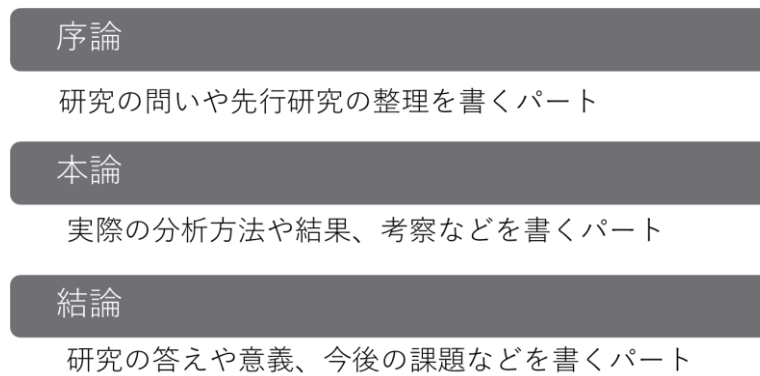 序論
研究の問いや先行研究の整理を書くパート
本論
実際の分析方法や結果、考察などを書くパート
結論
研究の答えや意義、今後の課題などを書くパート